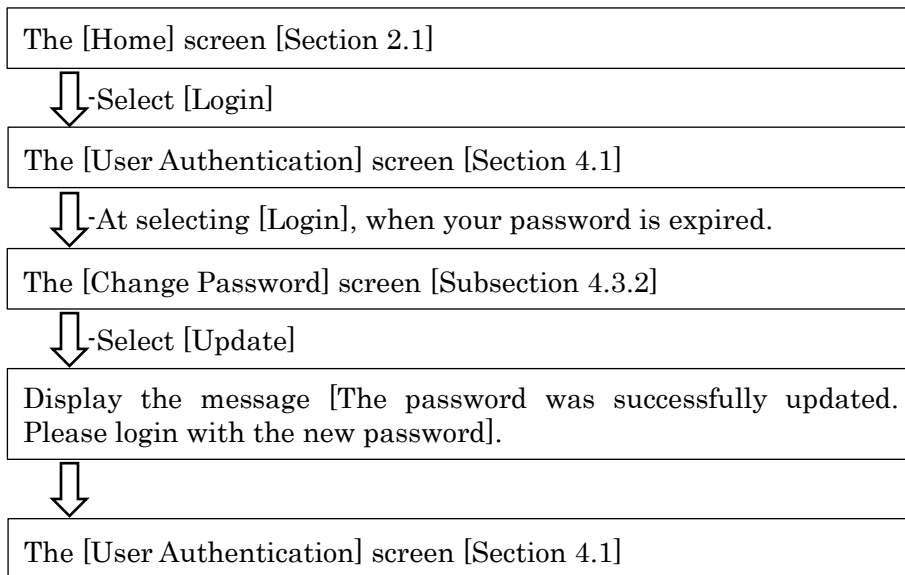 The [Home] screen [Section 2.1]
-Select [Login]
The [User Authentication] screen [Section 4.1]
-At selecting [Login], when your password is expired.
The [Change Password] screen [Subsection 4.3.2]
-Select [Update]
Display the message [The password was successfully updated.
Please login with the new password].
The [User Authentication] screen [Section 4.1]